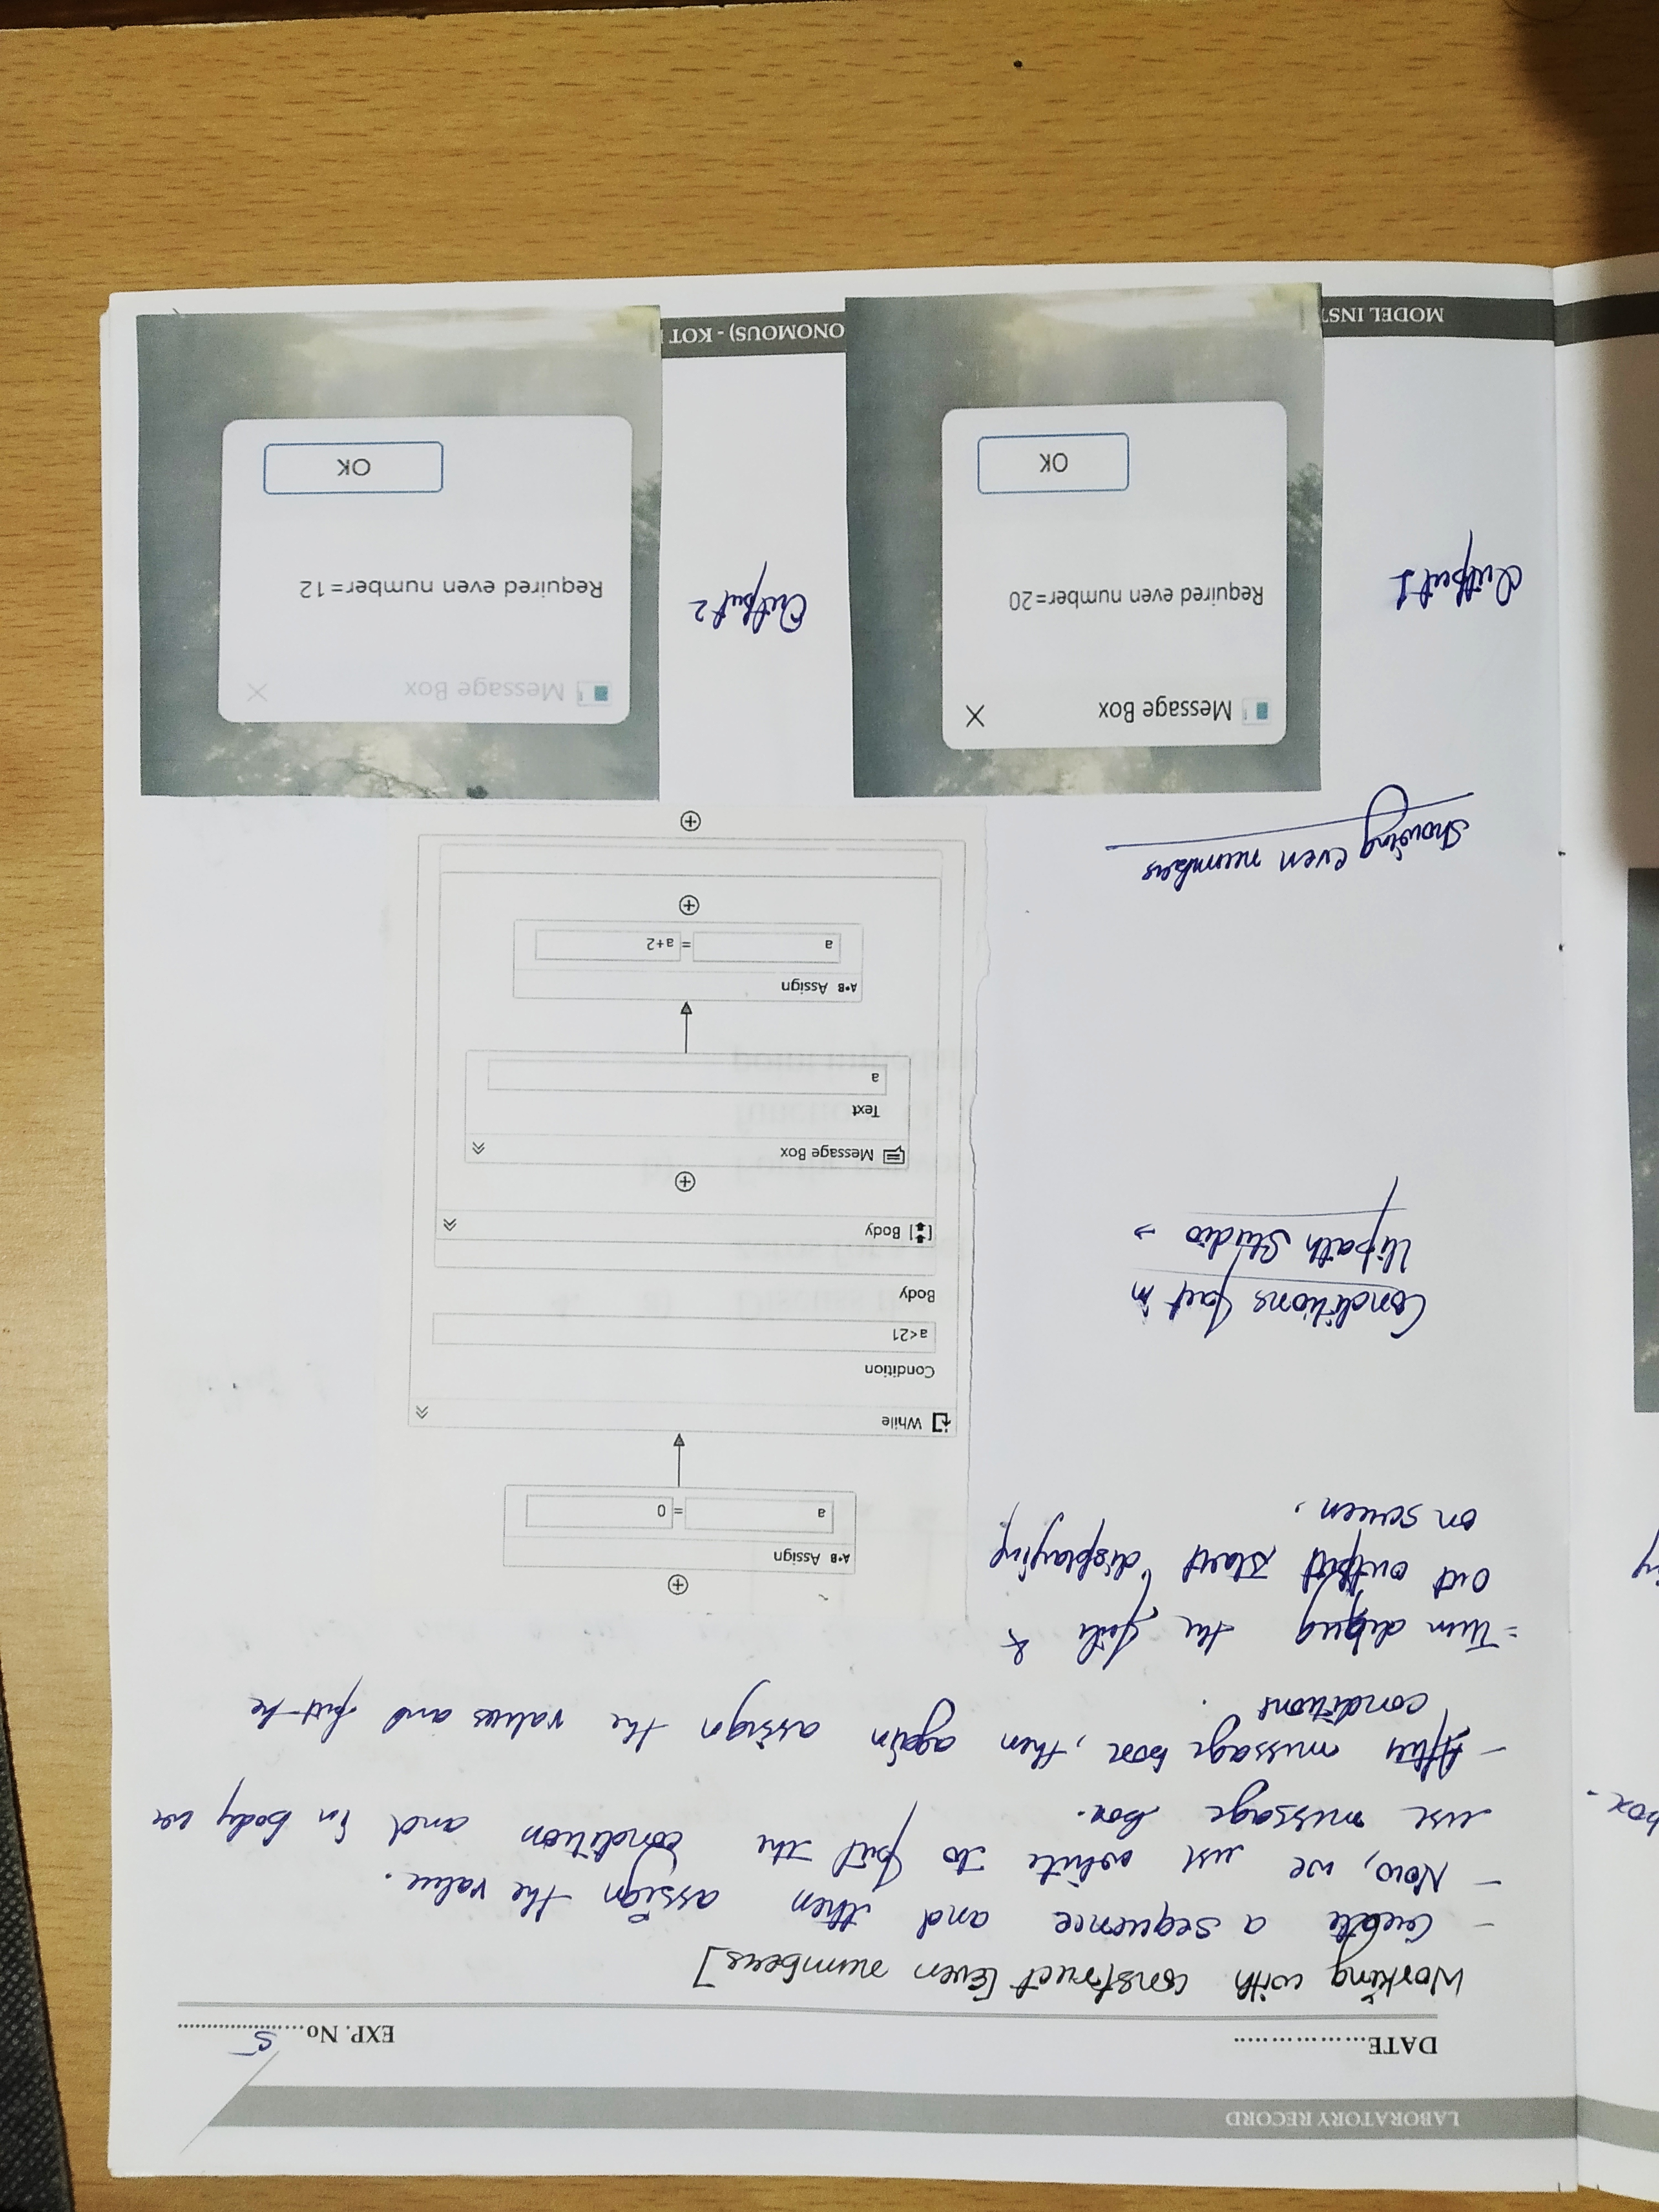 LABORATORY RECORD
DATE..................
EXP. No.....................
5
Working with construct [Even numbers]
- Create a sequence and then assign the value.
- Now, we use while to put the condition and in body we
use message box.
- After message box, then again assign the values and put the
conditions.
= Then debug the file &
out output start displaying
on screen.
A•B Assign
a = 0
While
Condition
a<21
Body
Body
Message Box
Text
a
A•B Assign
a = a+2
Conditions part in
Uipath Studio →
Showing even numbers
Output 1
Message Box
Required even number=20
OK
Output 2
Message Box
Required even number=12
OK
MODEL INST
ONOMOUS) - KOT
box.